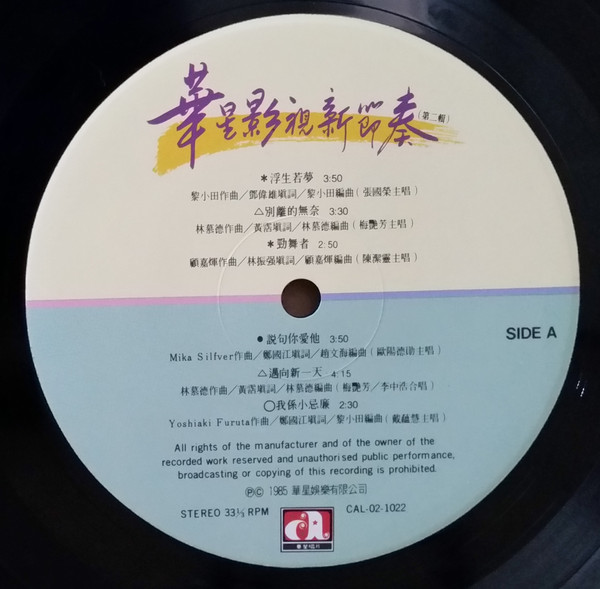 華星影視新節奏(第二輯)
*浮生若夢 3:50
黎小田作曲/鄧偉雄填詞/黎小田編曲(張國榮主唱)
△別離的無奈 3:30
林慕德作曲/黃霑填詞/林慕德編曲(梅艷芳主唱)
*勁舞者 2:50
顧嘉煇作曲/林振强填詞/顧嘉煇編曲(陳潔靈主唱)
●説句你愛他 3:50
Mika Silfver作曲/鄭國江填詞/趙文海編曲(歐陽德勛主唱)
SIDE A
△邁向新一天 4:15
林慕德作曲/黃霑填詞/林慕德編曲(梅艷芳/李中浩合唱)
○我係小忌廉 2:30
Yoshiaki Furuta作曲/鄭國江填詞/黎小田編曲(戴蘊慧主唱)
All rights of the manufacturer and of the owner of the
recorded work reserved and unauthorised public performance,
broadcasting or copying of this recording is prohibited.
ⓅⒸ 1985 華星娛樂有限公司
STEREO 33⅓ RPM CAL-02-1022
華星唱片